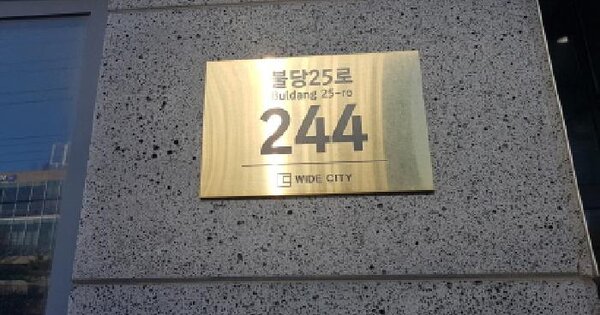 불당25로
Buldang 25-ro
244
WIDE CITY